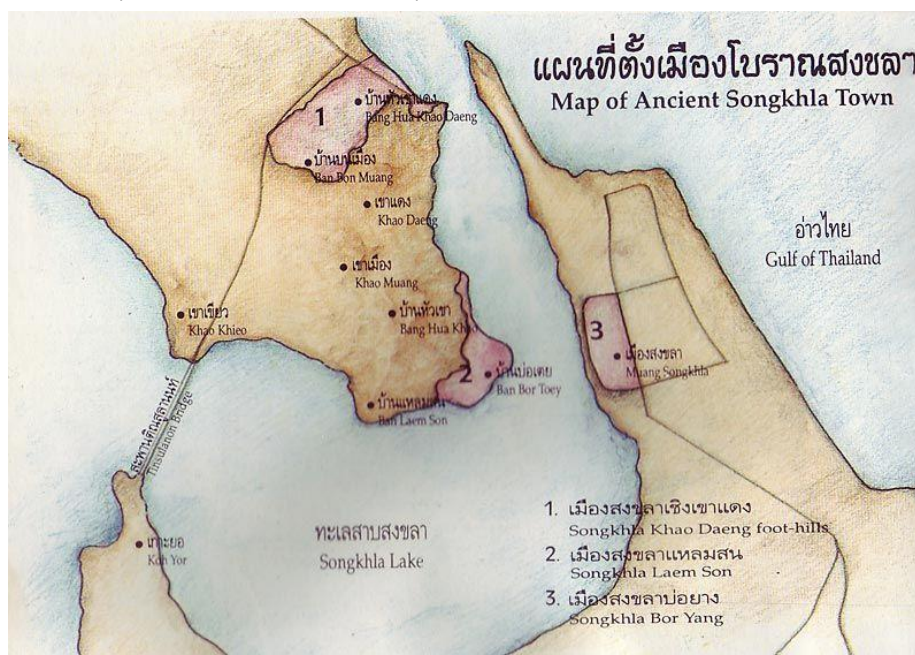 แผนที่ตั้งเมืองโบราณสงขลา
Map of Ancient Songkhla Town
1
บ้านหัวเขาแดง
Bang Hua Khao Daeng
บ้านบนเมือง
Ban Bon Muang
เขาแดง
Khao Daeng
อ่าวไทย
Gulf of Thailand
เขาเมือง
Khao Muang
เขาเขียว
Khao Khieo
บ้านหัวเขา
Bang Hua Khao
3
เมืองสงขลา
Muang Songkhla
2
บ้านบ่อเตย
Ban Bor Toey
บ้านแหลมสน
Ban Laem Son
สะพานติณสูลานนท์
Tinsulanon Bridge
เกาะยอ
Koh Yor
ทะเลสาบสงขลา
Songkhla Lake
1. เมืองสงขลาเชิงเขาแดง
Songkhla Khao Daeng foot-hills
2. เมืองสงขลาแหลมสน
Songkhla Laem Son
3. เมืองสงขลาบ่อยาง
Songkhla Bor Yang